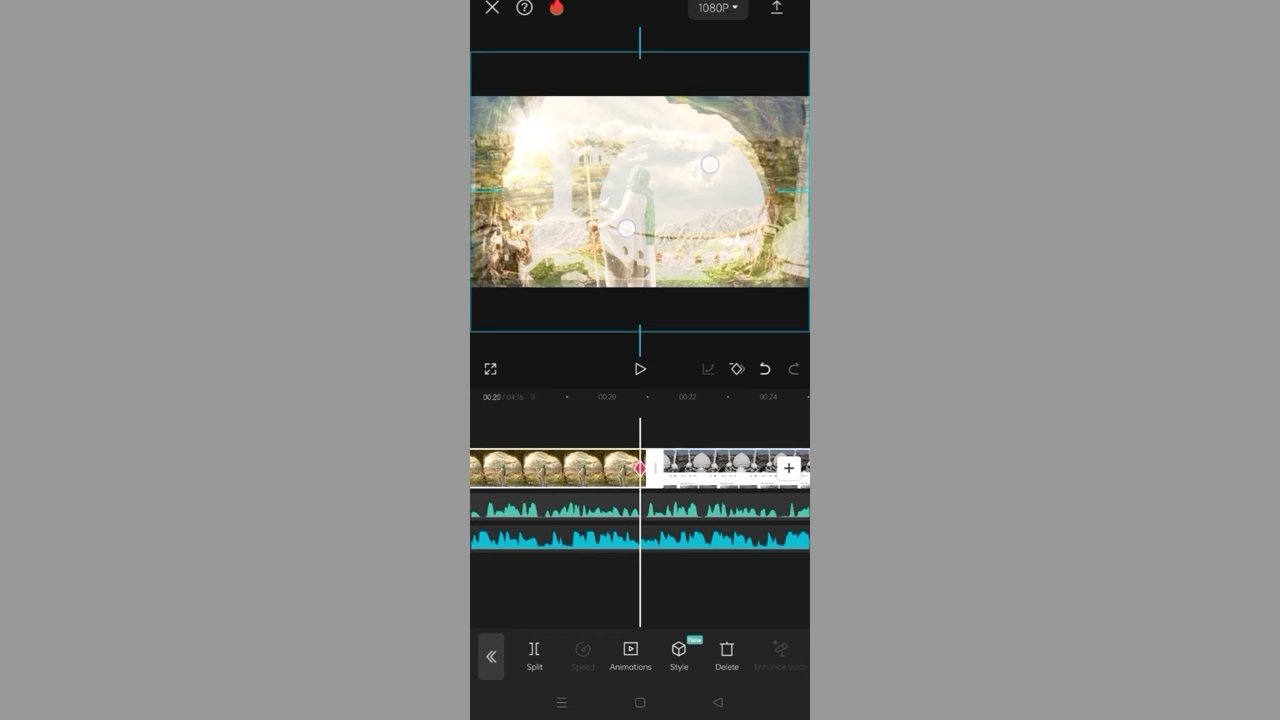 1080P
00:20 / 04:16
00:20
00:22
00:24
New
Split
Speed
Animations
Style
Delete
Enhance voice